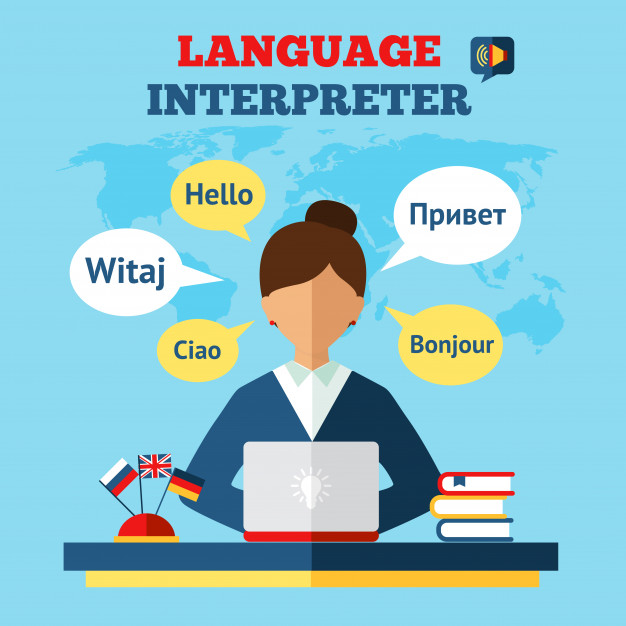 LANGUAGE
INTERPRETER
Hello
Привет
Witaj
Ciao
Bonjour